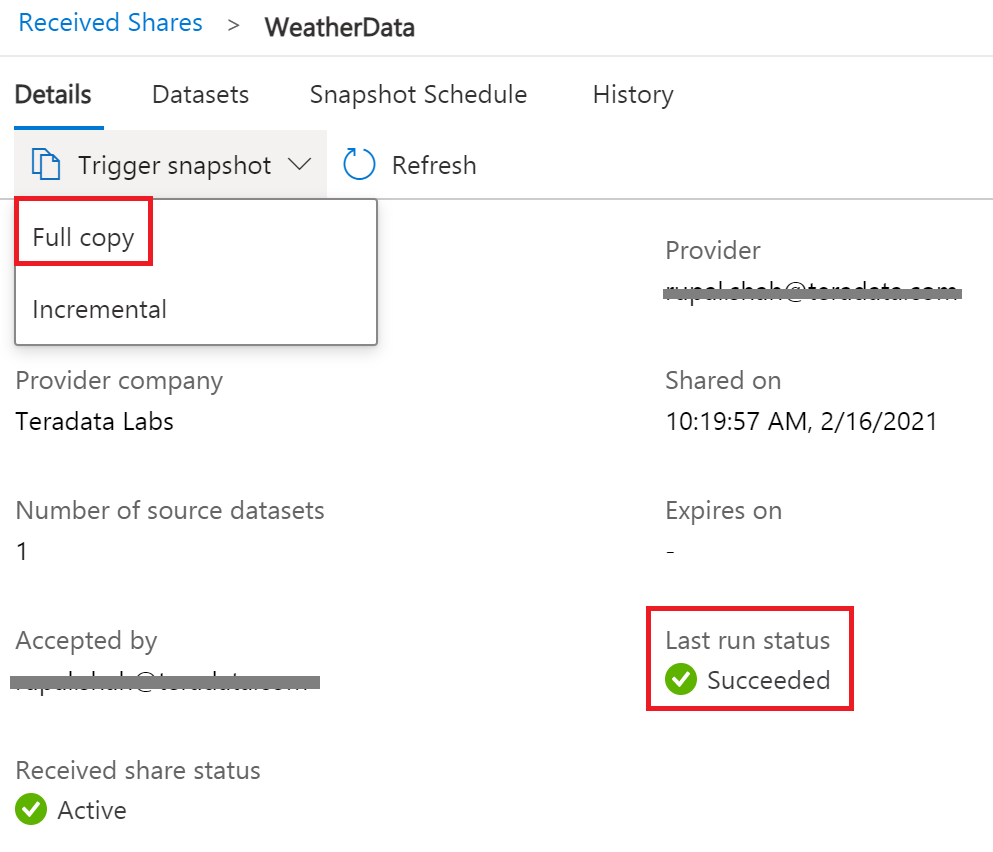 Received Shares > WeatherData
Details Datasets Snapshot Schedule History
Trigger snapshot Refresh
Full copy
Incremental
Provider
Provider company
Teradata Labs
Shared on
10:19:57 AM, 2/16/2021
Number of source datasets
1
Expires on
-
Accepted by
Last run status
Succeeded
Received share status
Active